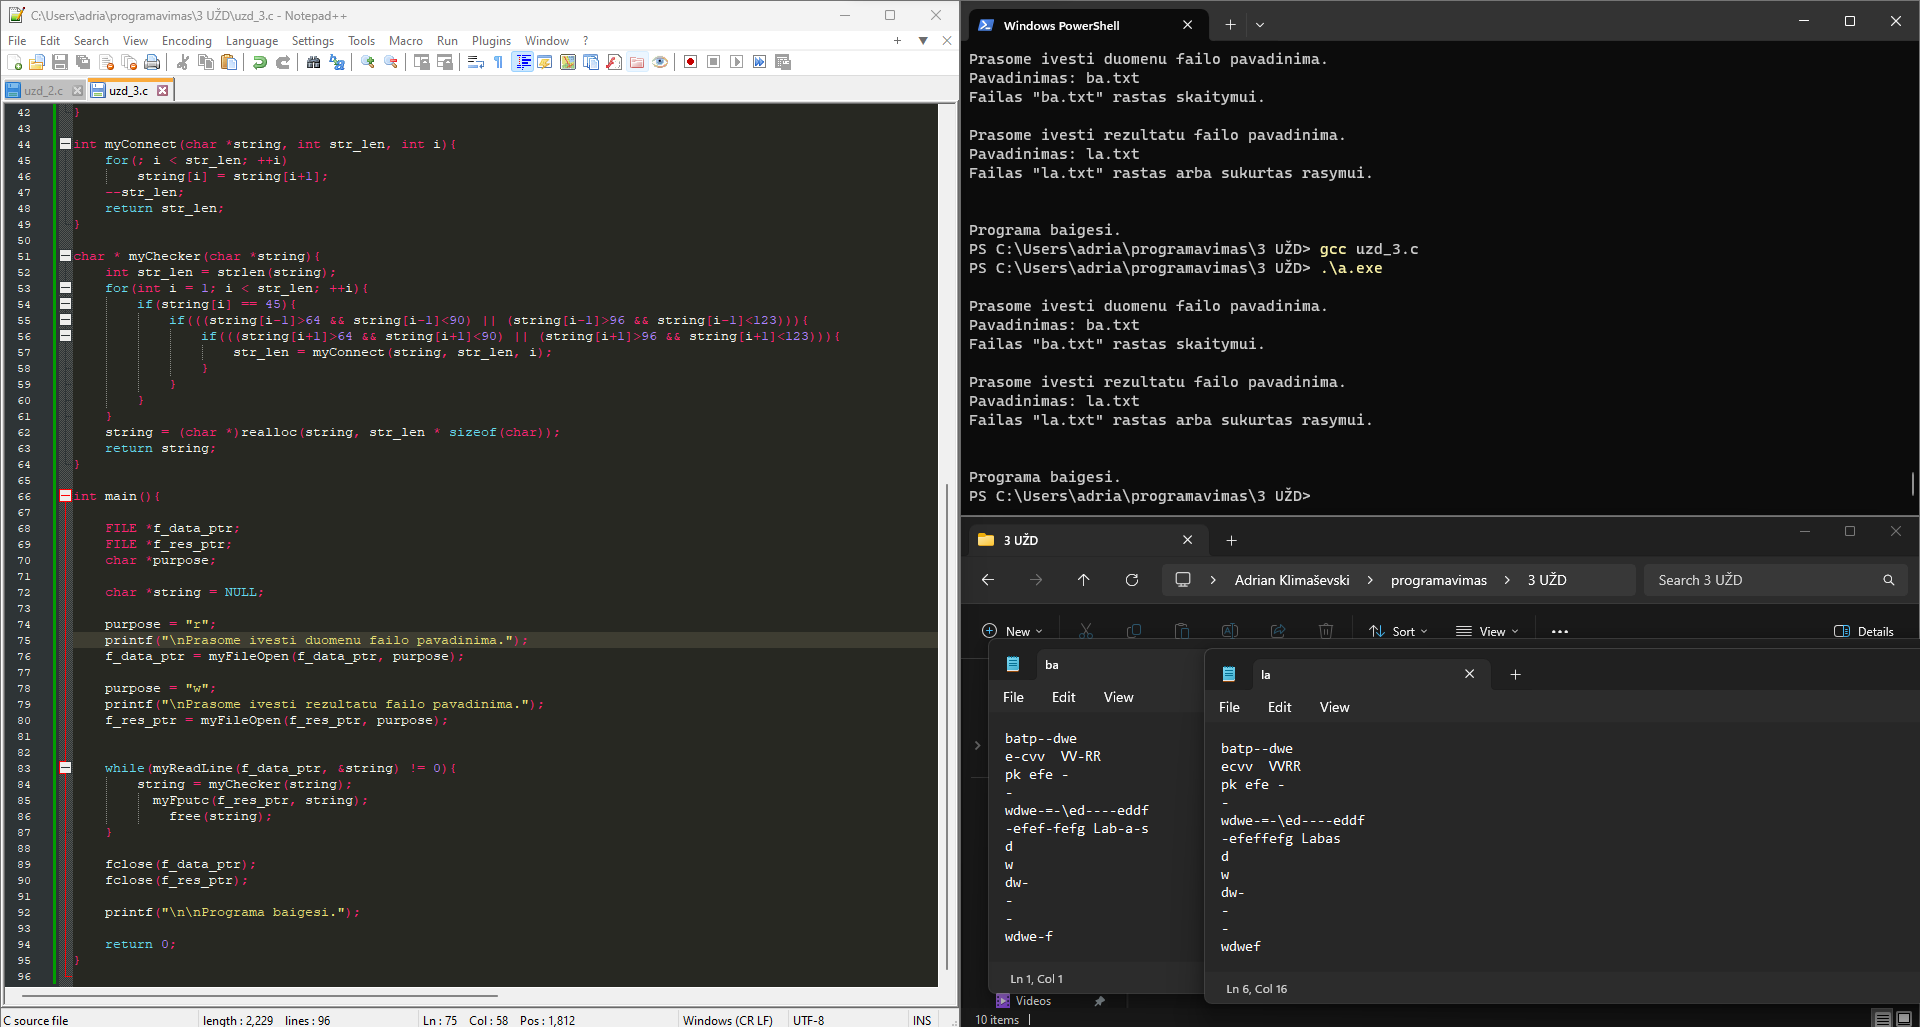 C:\Users\adria\programavimas\3 UŽD\uzd_3.c - Notepad++
File Edit Search View Encoding Language Settings Tools Macro Run Plugins Window ?
uzd_2.c uzd_3.c
42 }
43
44 int myConnect(char *string, int str_len, int i){
45 for(; i < str_len; ++i)
46 string[i] = string[i+1];
47 --str_len;
48 return str_len;
49 }
50
51 char * myChecker(char *string){
52 int str_len = strlen(string);
53 for(int i = 1; i < str_len; ++i){
54 if(string[i] == 45){
55 if(((string[i-1]>64 && string[i-1]<90) || (string[i-1]>96 && string[i-1]<123))){
56 if(((string[i+1]>64 && string[i+1]<90) || (string[i+1]>96 && string[i+1]<123))){
57 str_len = myConnect(string, str_len, i);
58 }
59 }
60 }
61 }
62 string = (char *)realloc(string, str_len * sizeof(char));
63 return string;
64 }
65
66 int main(){
67
68 FILE *f_data_ptr;
69 FILE *f_res_ptr;
70 char *purpose;
71
72 char *string = NULL;
73
74 purpose = "r";
75 printf("\nPrasome ivesti duomenu failo pavadinima.");
76 f_data_ptr = myFileOpen(f_data_ptr, purpose);
77
78 purpose = "w";
79 printf("\nPrasome ivesti rezultatu failo pavadinima.");
80 f_res_ptr = myFileOpen(f_res_ptr, purpose);
81
82
83 while(myReadLine(f_data_ptr, &string) != 0){
84 string = myChecker(string);
85 myFputc(f_res_ptr, string);
86 free(string);
87 }
88
89 fclose(f_data_ptr);
90 fclose(f_res_ptr);
91
92 printf("\n\nPrograma baigesi.");
93
94 return 0;
95 }
96
C source file length : 2,229 lines : 96 Ln : 75 Col : 58 Pos : 1,812 Windows (CR LF) UTF-8 INS
Windows PowerShell
Prasome ivesti duomenu failo pavadinima.
Pavadinimas: ba.txt
Failas "ba.txt" rastas skaitymui.
Prasome ivesti rezultatu failo pavadinima.
Pavadinimas: la.txt
Failas "la.txt" rastas arba sukurtas rasymui.
Programa baigesi.
PS C:\Users\adria\programavimas\3 UŽD> gcc uzd_3.c
PS C:\Users\adria\programavimas\3 UŽD> .\a.exe
Prasome ivesti duomenu failo pavadinima.
Pavadinimas: ba.txt
Failas "ba.txt" rastas skaitymui.
Prasome ivesti rezultatu failo pavadinima.
Pavadinimas: la.txt
Failas "la.txt" rastas arba sukurtas rasymui.
Programa baigesi.
PS C:\Users\adria\programavimas\3 UŽD>
3 UŽD
Adrian Klimaševski > programavimas > 3 UŽD Search 3 UŽD
New Sort View ... Details
ba
File Edit View
batp--dwe
e-cvv  VV-RR
pk efe -
-
wdwe-=-\ed----eddf
-efef-fefg Lab-a-s
d
w
dw-
-
-
wdwe-f
Ln 1, Col 1
la
File Edit View
batp--dwe
ecvv  VVRR
pk efe -
-
wdwe-=-\ed----eddf
-efeffefg Labas
d
w
dw-
-
-
wdwef
Ln 6, Col 16
Videos
10 items